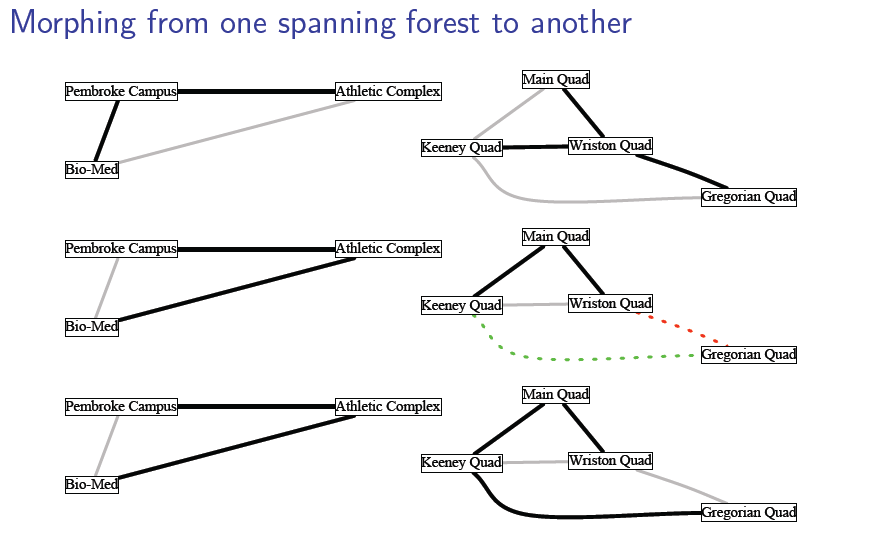 Morphing from one spanning forest to another
Main Quad
Pembroke Campus
Athletic Complex
Keeney Quad
Wriston Quad
Bio-Med
Gregorian Quad
Main Quad
Pembroke Campus
Athletic Complex
Keeney Quad
Wriston Quad
Bio-Med
Gregorian Quad
Main Quad
Pembroke Campus
Athletic Complex
Keeney Quad
Wriston Quad
Bio-Med
Gregorian Quad